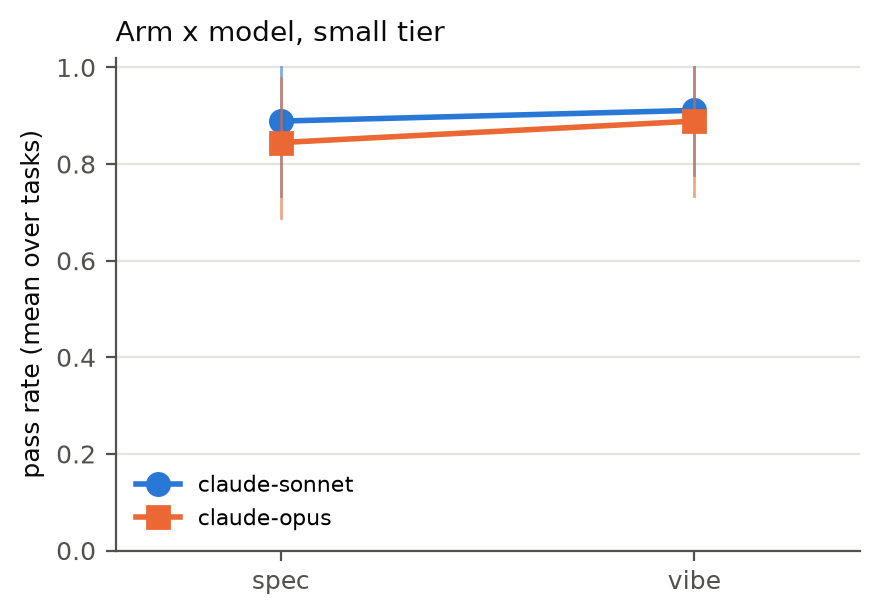 Arm x model, small tier
pass rate (mean over tasks)
1.0
0.8
0.6
0.4
0.2
0.0
claude-sonnet
claude-opus
spec
vibe